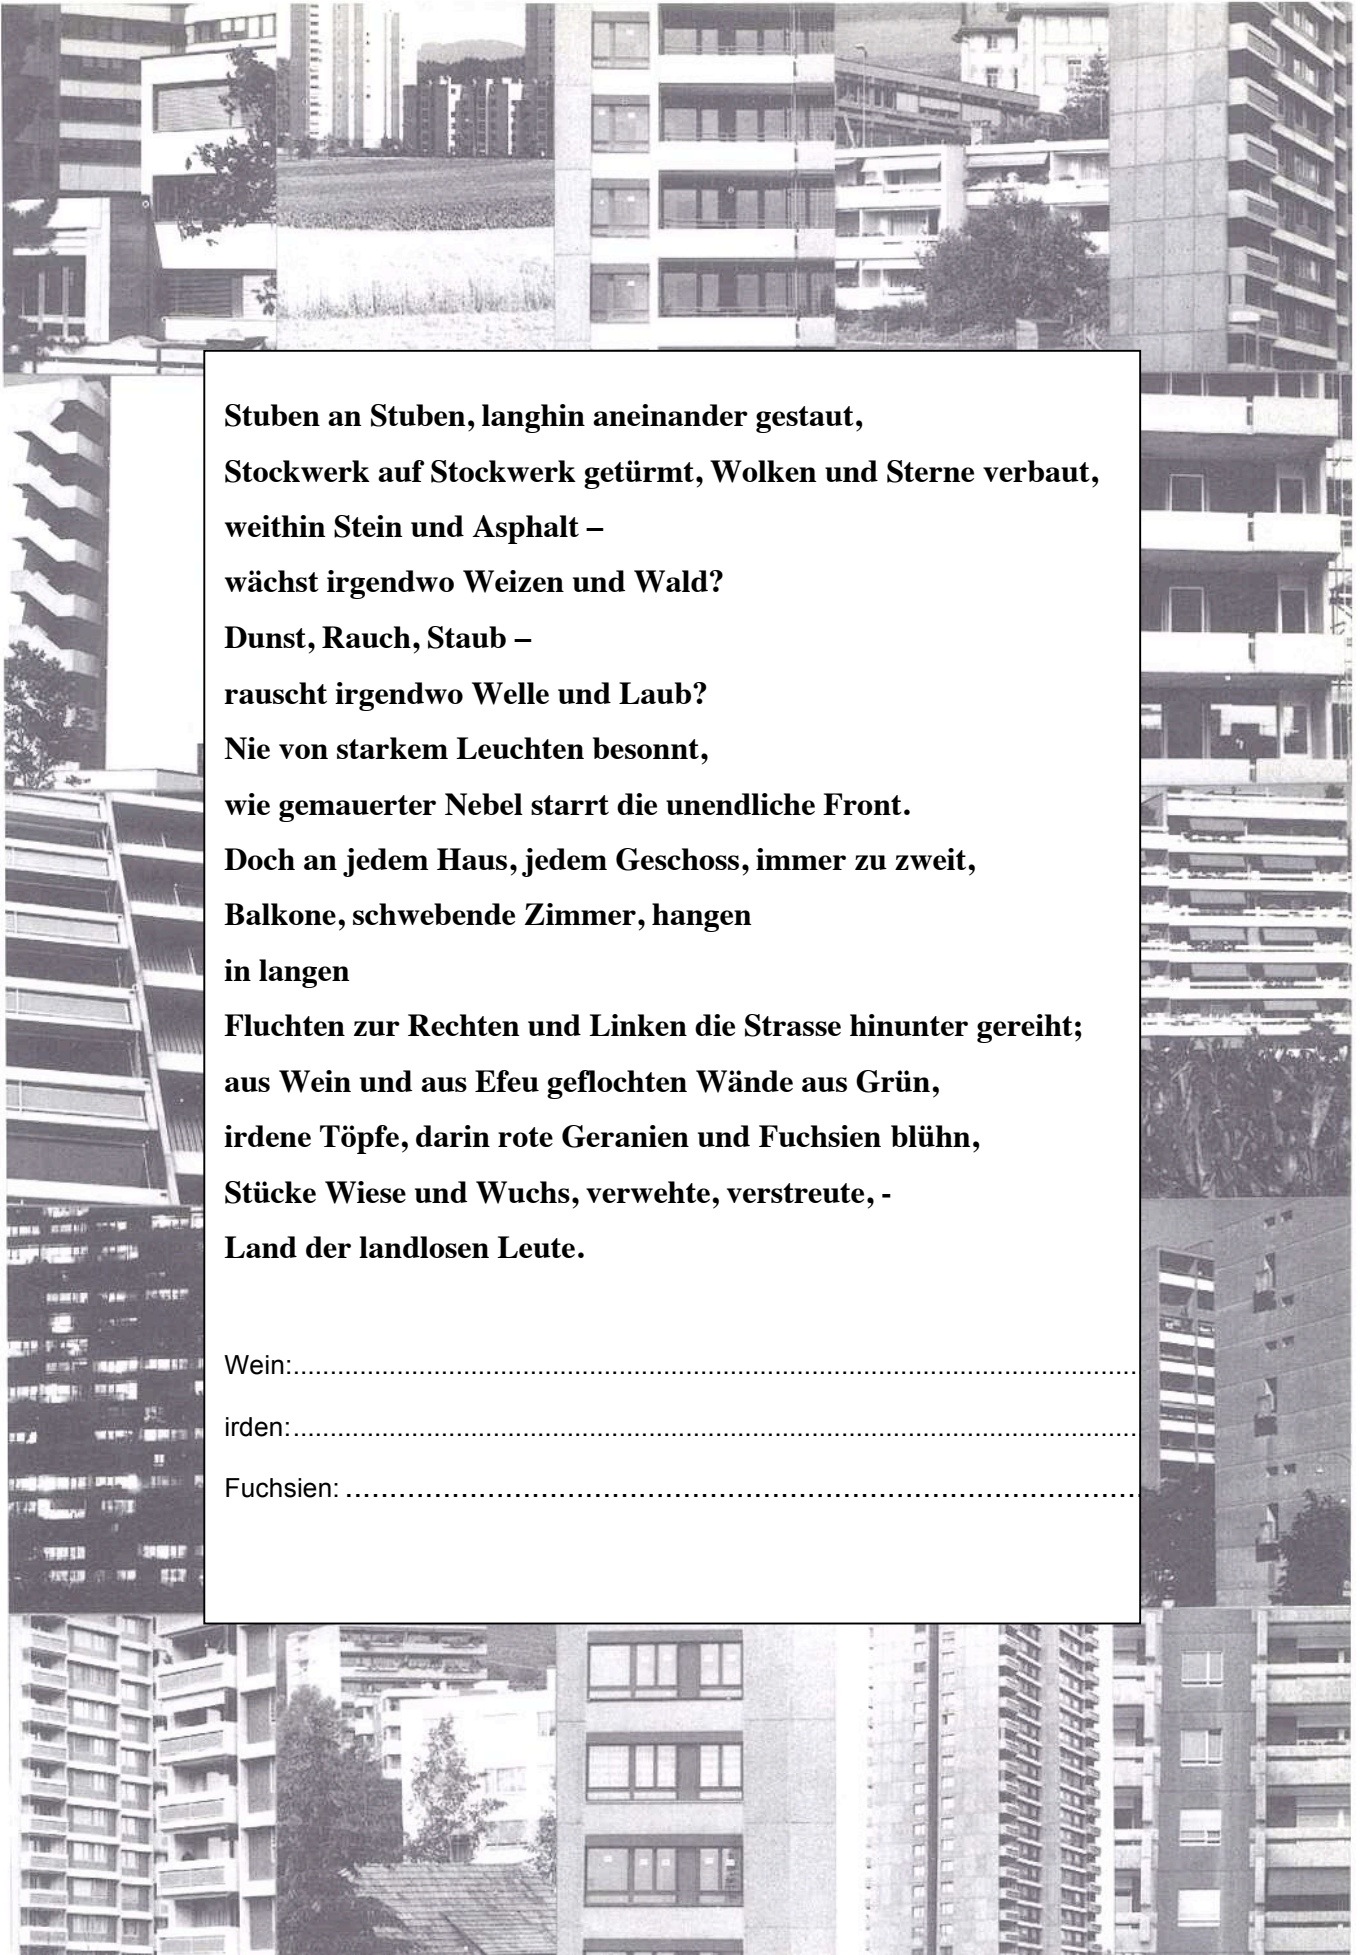 Stuben an Stuben, langhin aneinander gestaut,
Stockwerk auf Stockwerk getürmt, Wolken und Sterne verbaut,
weithin Stein und Asphalt –
wächst irgendwo Weizen und Wald?
Dunst, Rauch, Staub –
rauscht irgendwo Welle und Laub?
Nie von starkem Leuchten besonnt,
wie gemauerter Nebel starrt die unendliche Front.
Doch an jedem Haus, jedem Geschoss, immer zu zweit,
Balkone, schwebende Zimmer, hangen
in langen
Fluchten zur Rechten und Linken die Strasse hinunter gereiht;
aus Wein und aus Efeu geflochten Wände aus Grün,
irdene Töpfe, darin rote Geranien und Fuchsien blühn,
Stücke Wiese und Wuchs, verwehte, verstreute, -
Land der landlosen Leute.
Wein:....................................................................................................................
irden:....................................................................................................................
Fuchsien: ...........................................................................................